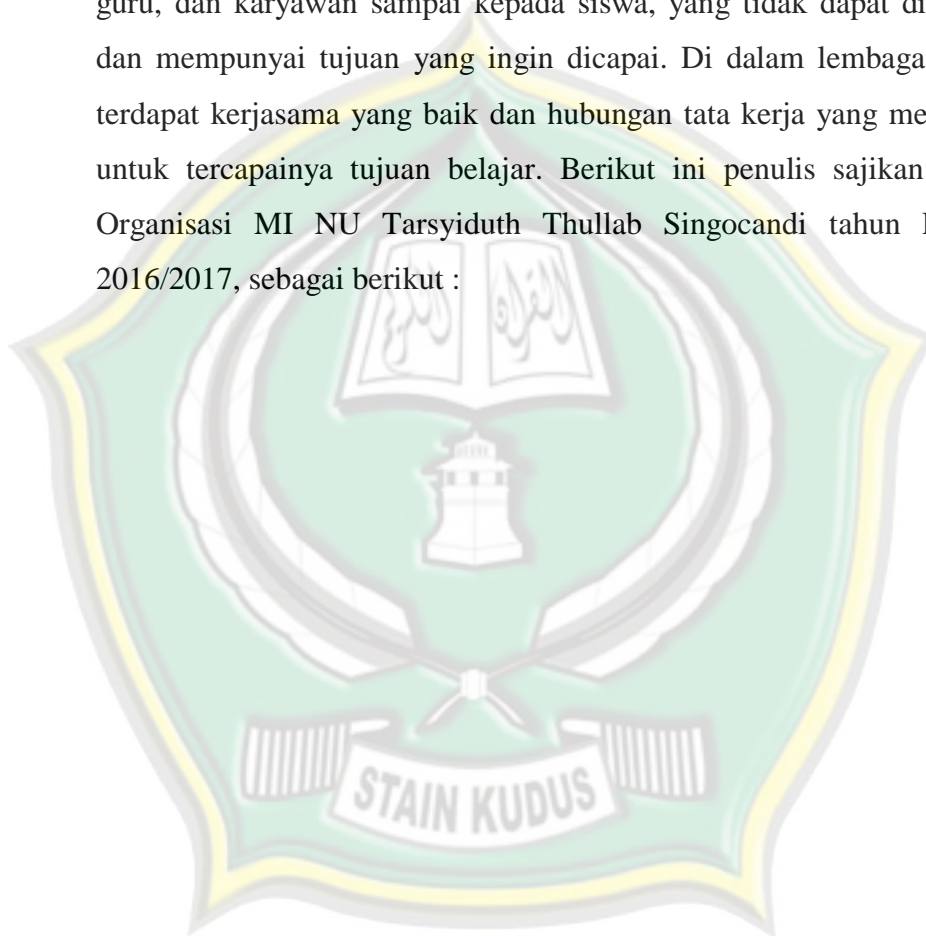 guru, dan karyawan sampai kepada siswa, yang tidak dapat
dan mempunyai tujuan yang ingin dicapai. Di dalam lembaga
terdapat kerjasama yang baik dan hubungan tata kerja yang
untuk tercapainya tujuan belajar. Berikut ini penulis sajikan
Organisasi MI NU Tarsyiduth Thullab Singocandi tahun
2016/2017, sebagai berikut :
STAIN KUDUS